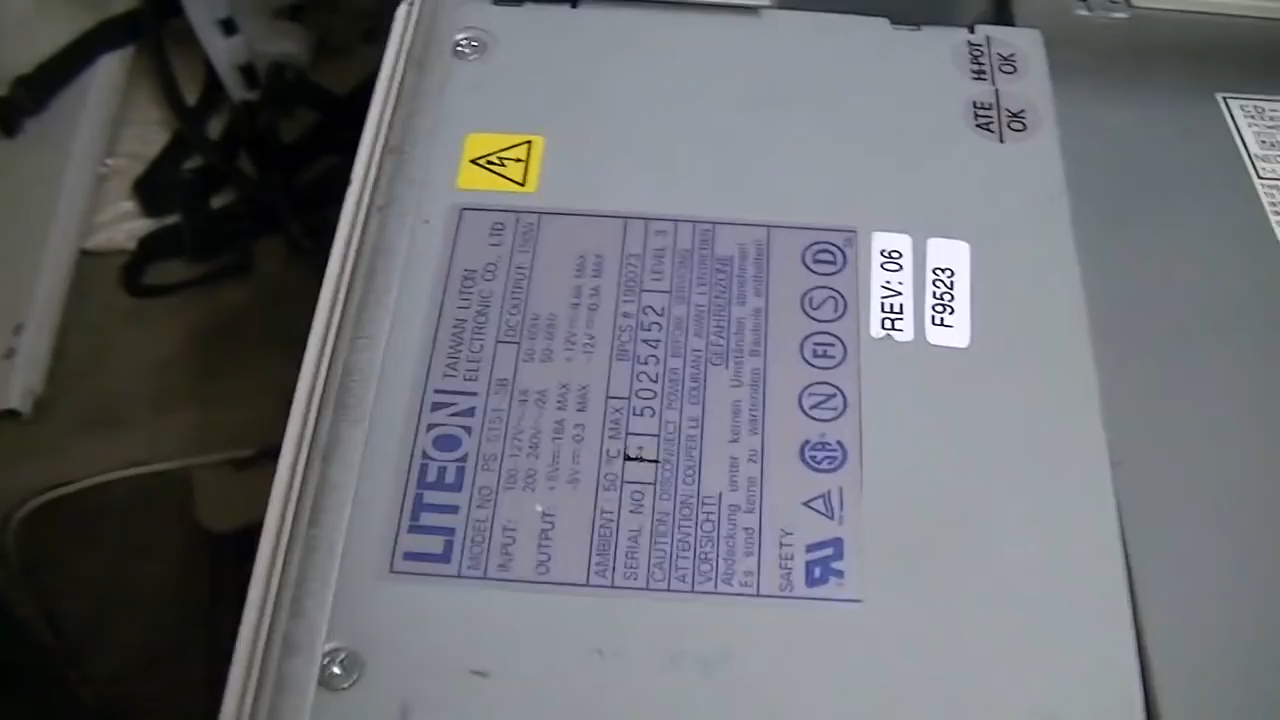 LITEON
TAIWAN LITON
ELECTRONIC CO., LTD
MODEL NO PS-5151-5B
DC OUTPUT: 150W
INPUT: 100-127V~4A 50-60Hz
200-240V~2A 50-60Hz
OUTPUT: +5V⎓18A MAX +12V⎓4.6A MAX
-5V⎓0.3 MAX -12V⎓0.3A MAX
AMBIENT: 50 °C MAX BPCS #190073
SERIAL NO 5025452 LEVEL 3
CAUTION DISCONNECT POWER BEFORE SERVICING
ATTENTION: COUPER LE COURANT AVANT L'ENTRETIEN
VORSICHT! GEFAHRENZONE
Abdeckung unter keinen Umständen abnehmen
Es sind keine zu wartenden Bauteile enthalten
SAFETY
N FI S D
REV: 06
F9523
HI-POT
OK
ATE
OK